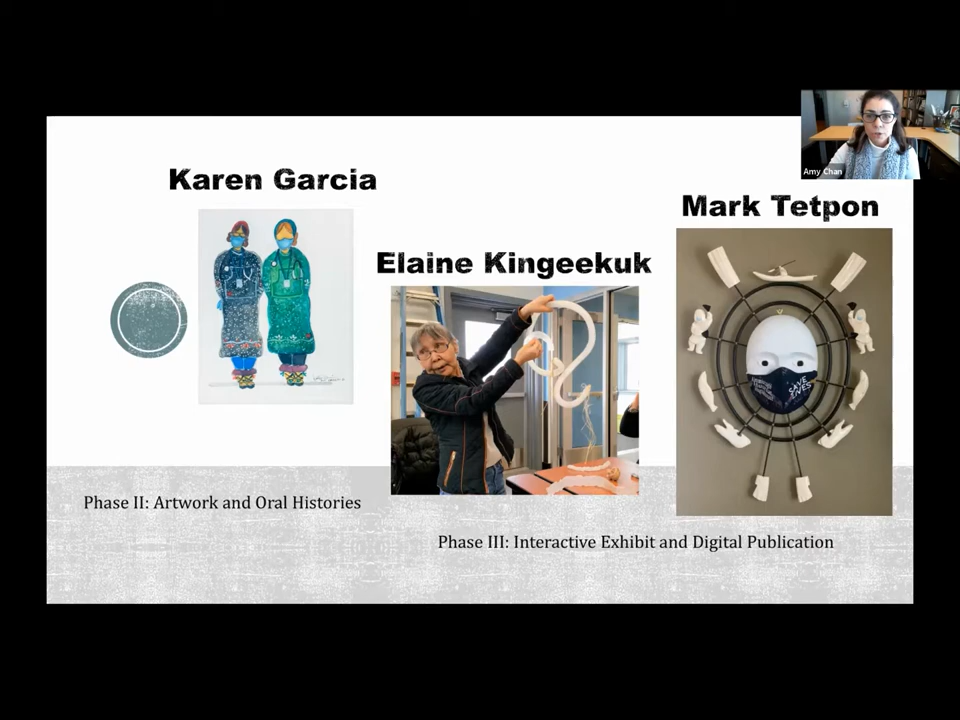 Amy Chan
Karen Garcia
Mark Tetpon
Elaine Kingeekuk
SAVE
LIVES
Phase II: Artwork and Oral Histories
Phase III: Interactive Exhibit and Digital Publication